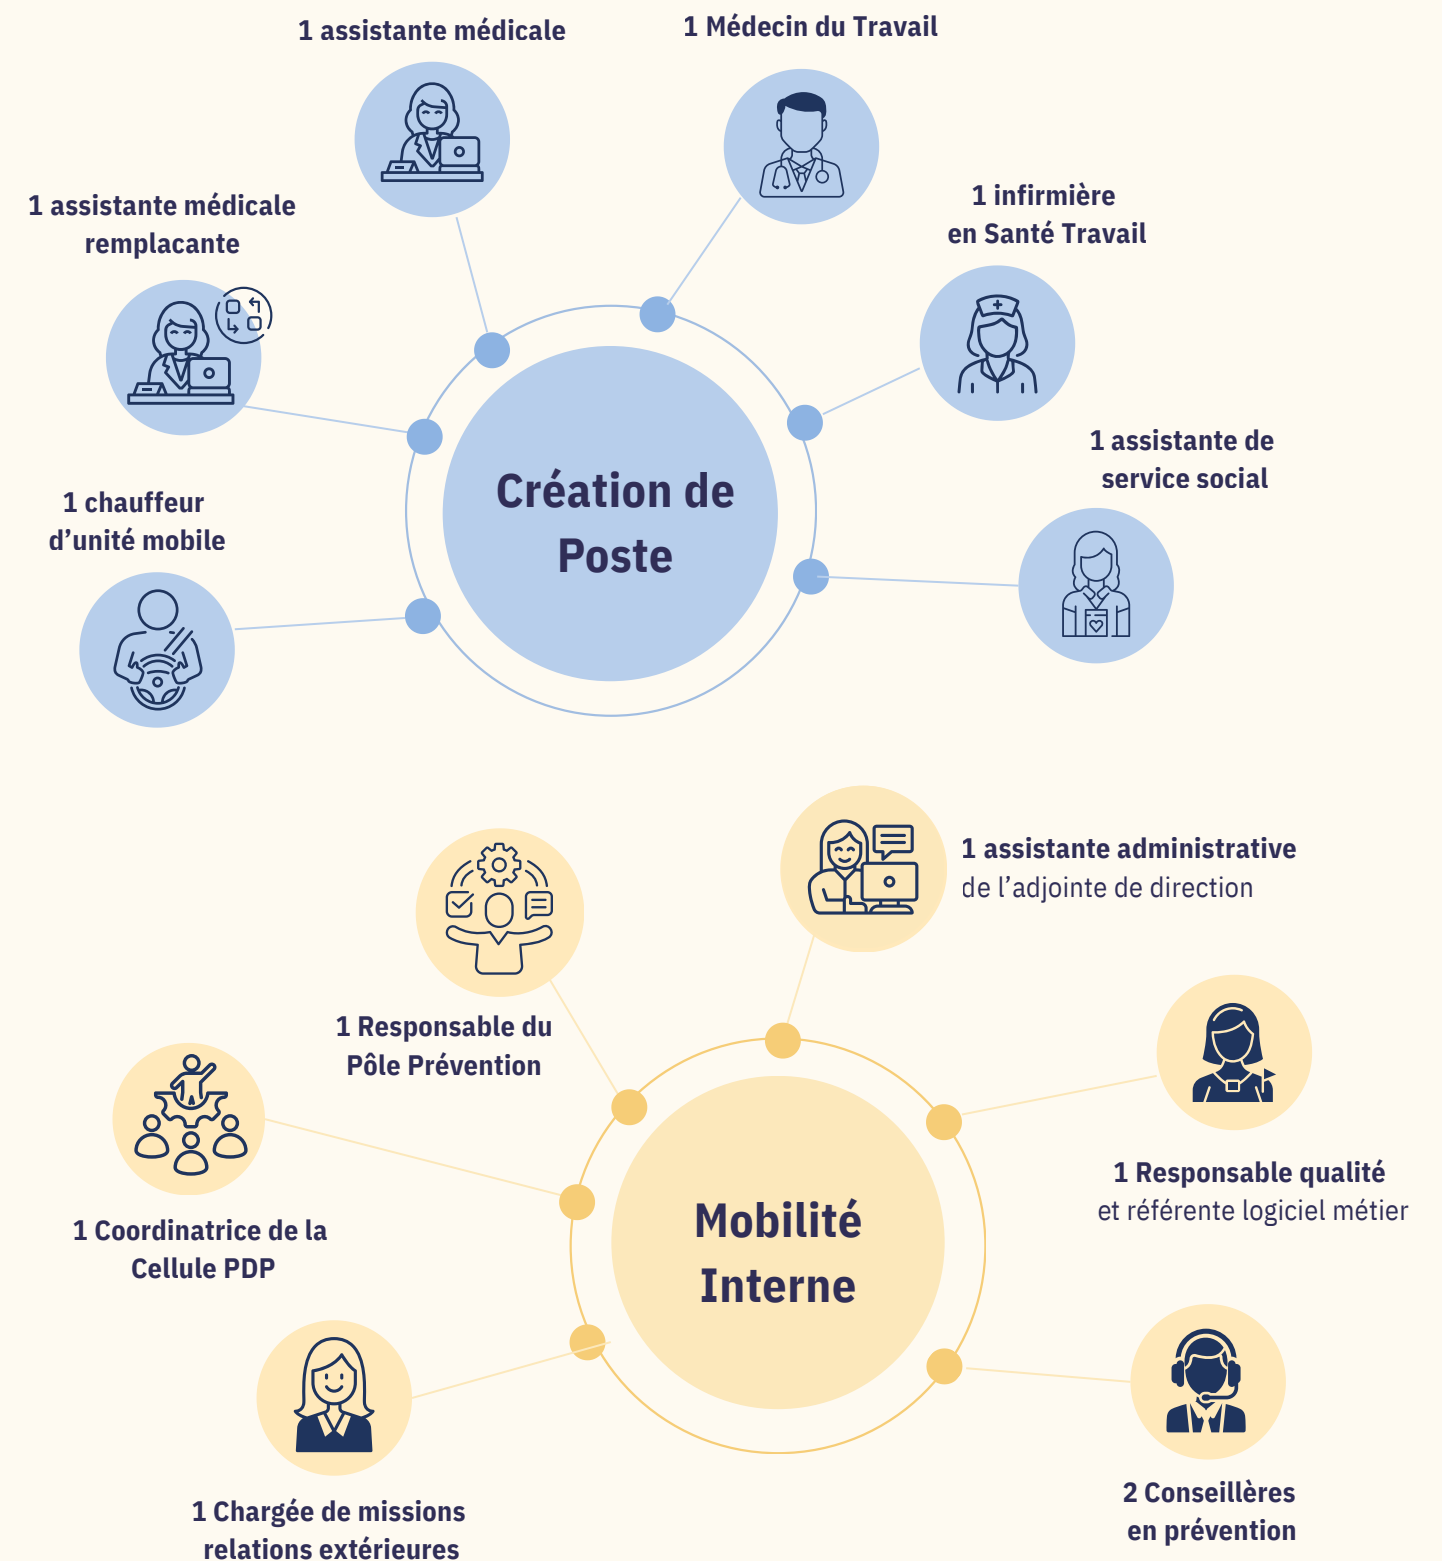 1 assistante médicale
1 Médecin du Travail
1 assistante médicale
remplacante
1 infirmière
en Santé Travail
1 chauffeur
d’unité mobile
Création de
Poste
1 assistante de
service social
1 assistante administrative
de l’adjointe de direction
1 Responsable du
Pôle Prévention
1 Coordinatrice de la
Cellule PDP
Mobilité
Interne
1 Responsable qualité
et référente logiciel métier
1 Chargée de missions
relations extérieures
2 Conseillères
en prévention